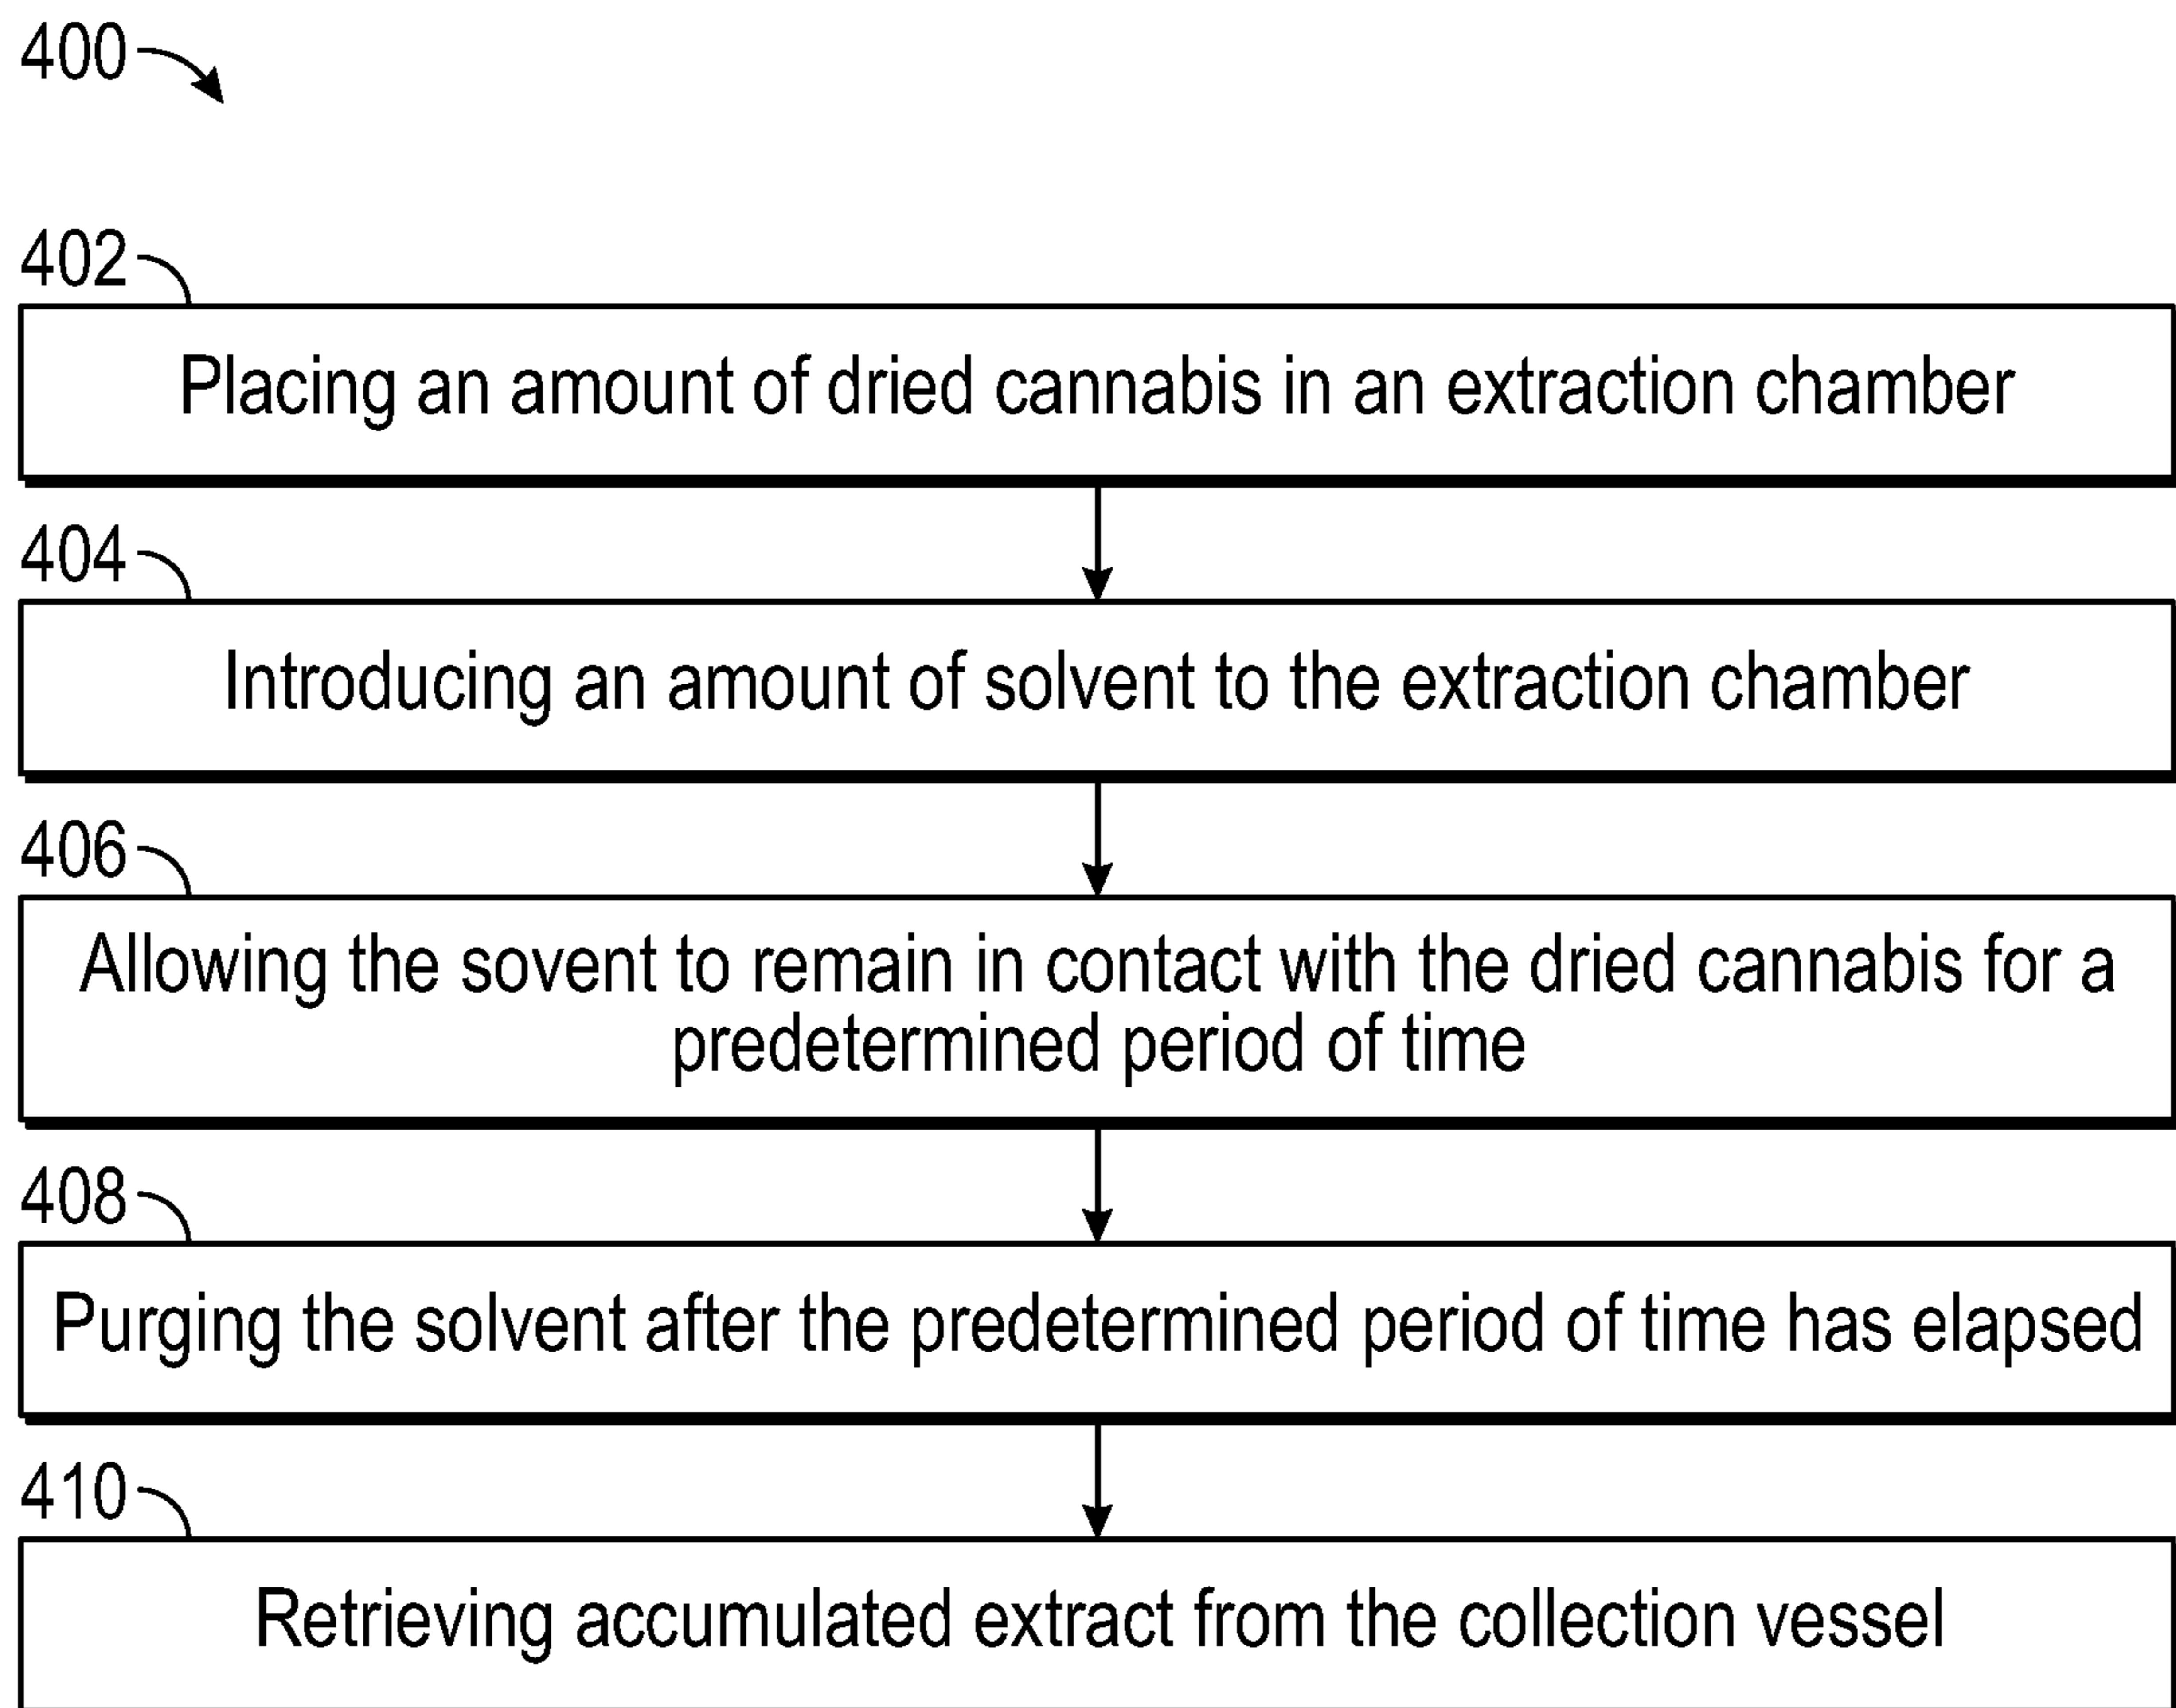 400
402
Placing an amount of dried cannabis in an extraction chamber
404
Introducing an amount of solvent to the extraction chamber
406
Allowing the sovent to remain in contact with the dried cannabis for a
predetermined period of time
408
Purging the solvent after the predetermined period of time has elapsed
410
Retrieving accumulated extract from the collection vessel